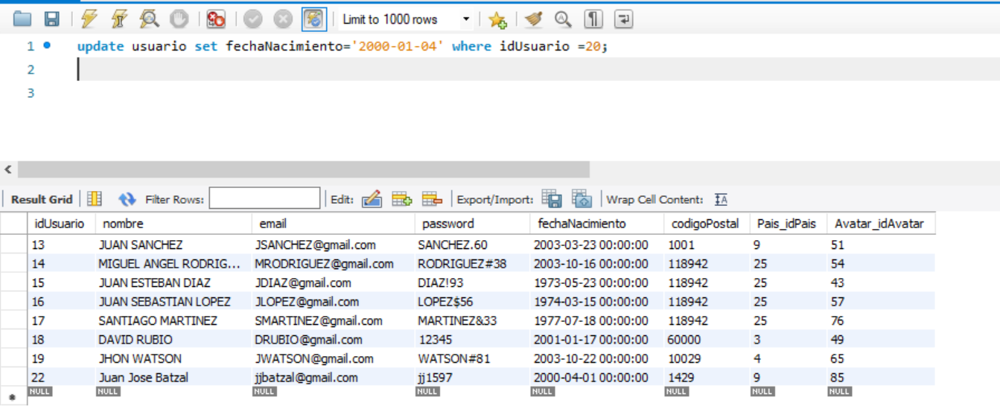 Limit to 1000 rows
1 update usuario set fechaNacimiento='2000-01-04' where idUsuario =20;
2
3
Result Grid Filter Rows: Edit: Export/Import: Wrap Cell Content:
idUsuario nombre email password fechaNacimiento codigoPostal Pais_idPais Avatar_idAvatar
13 JUAN SANCHEZ JSANCHEZ@gmail.com SANCHEZ.60 2003-03-23 00:00:00 1001 9 51
14 MIGUEL ANGEL RODRIG... MRODRIGUEZ@gmail.com RODRIGUEZ#38 2003-10-16 00:00:00 118942 25 54
15 JUAN ESTEBAN DIAZ JDIAZ@gmail.com DIAZ!93 1973-05-23 00:00:00 118942 25 43
16 JUAN SEBASTIAN LOPEZ JLOPEZ@gmail.com LOPEZ$56 1974-03-15 00:00:00 118942 25 57
17 SANTIAGO MARTINEZ SMARTINEZ@gmail.com MARTINEZ&33 1977-07-18 00:00:00 118942 25 76
18 DAVID RUBIO DRUBIO@gmail.com 12345 2001-01-17 00:00:00 60000 3 49
19 JHON WATSON JWATSON@gmail.com WATSON#81 2003-10-22 00:00:00 10029 4 65
22 Juan Jose Batzal jjbatzal@gmail.com jj1597 2000-04-01 00:00:00 1429 9 85
NULL NULL NULL NULL NULL NULL NULL NULL